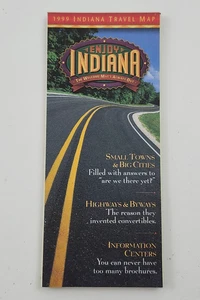 1999 Indiana Travel Map
ENJOY
INDIANA
Small Towns
& Big Cities
Filled with answers to
"are we there yet?"
Highways & Byways
The reason they
invented convertibles.
Information
Centers
You can never have
too many brochures.